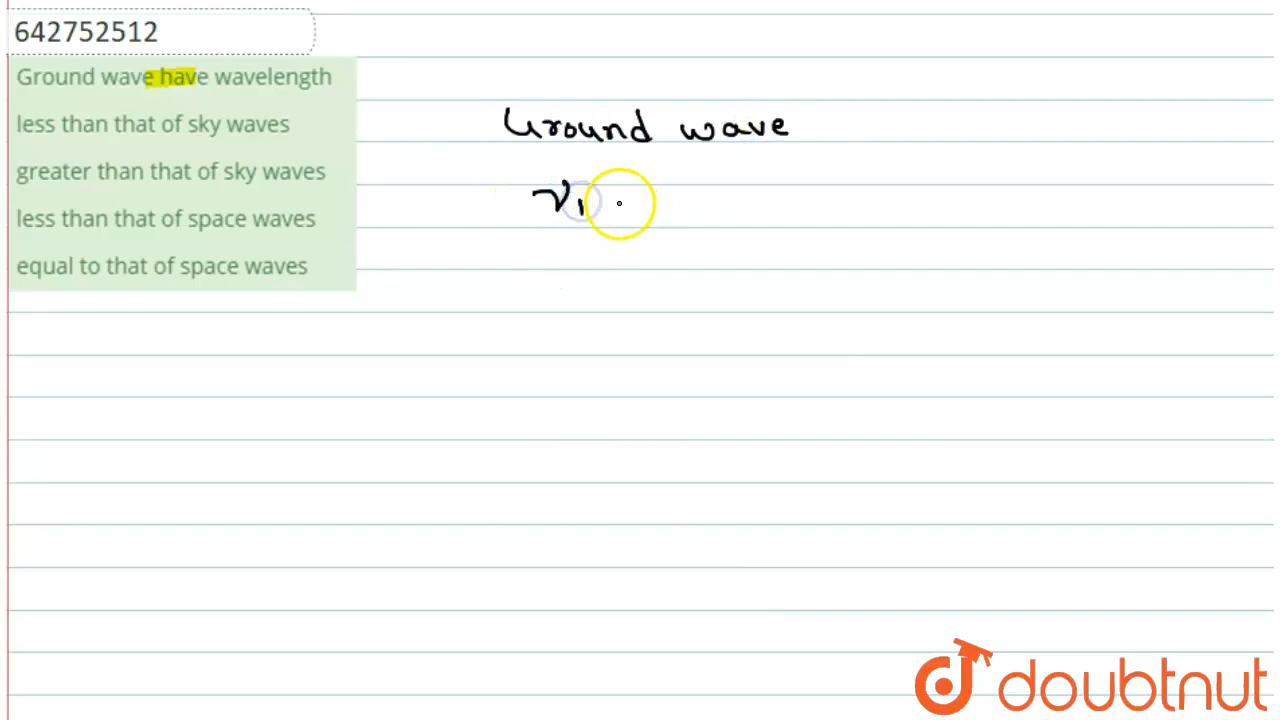 642752512
Ground wave have wavelength
less than that of sky waves
greater than that of sky waves
less than that of space waves
equal to that of space waves
Ground wave
ν₁
doubtnut